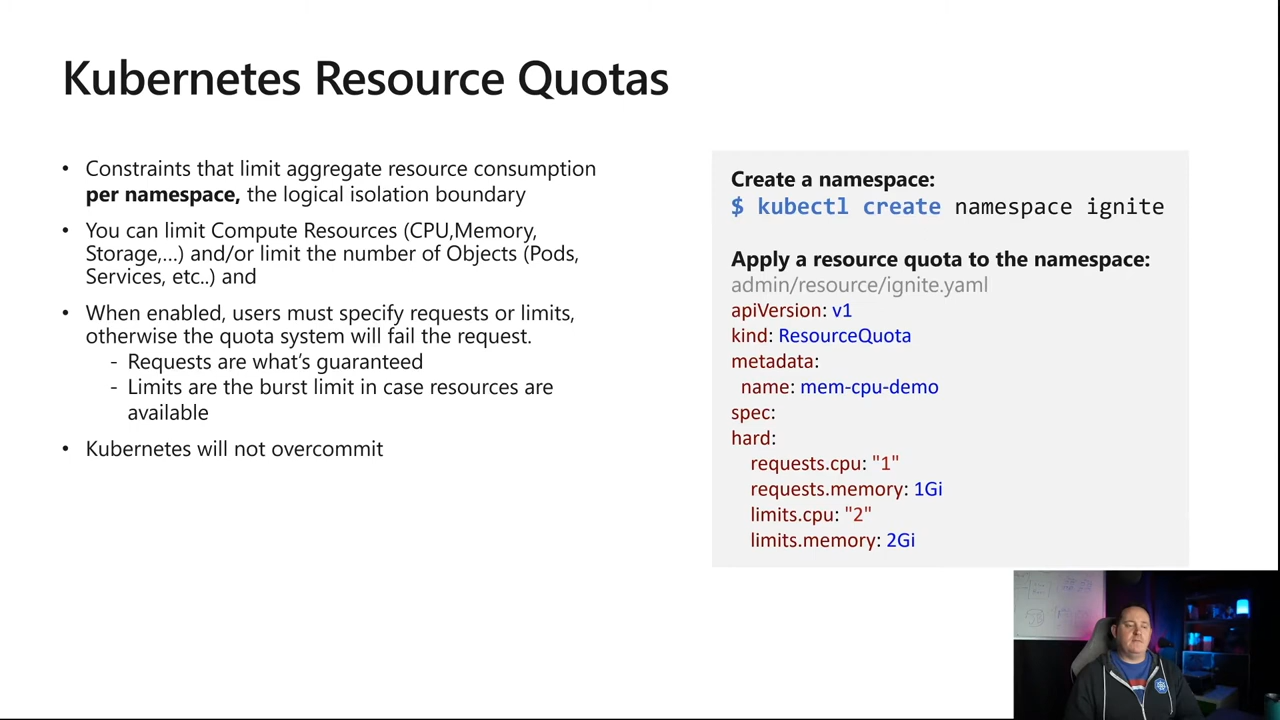 Kubernetes Resource Quotas
• Constraints that limit aggregate resource consumption
per namespace, the logical isolation boundary
• You can limit Compute Resources (CPU,Memory,
Storage,...) and/or limit the number of Objects (Pods,
Services, etc..) and
• When enabled, users must specify requests or limits,
otherwise the quota system will fail the request.
- Requests are what's guaranteed
- Limits are the burst limit in case resources are
available
• Kubernetes will not overcommit
Create a namespace:
$ kubectl create namespace ignite
Apply a resource quota to the namespace:
admin/resource/ignite.yaml
apiVersion: v1
kind: ResourceQuota
metadata:
name: mem-cpu-demo
spec:
hard:
requests.cpu: "1"
requests.memory: 1Gi
limits.cpu: "2"
limits.memory: 2Gi